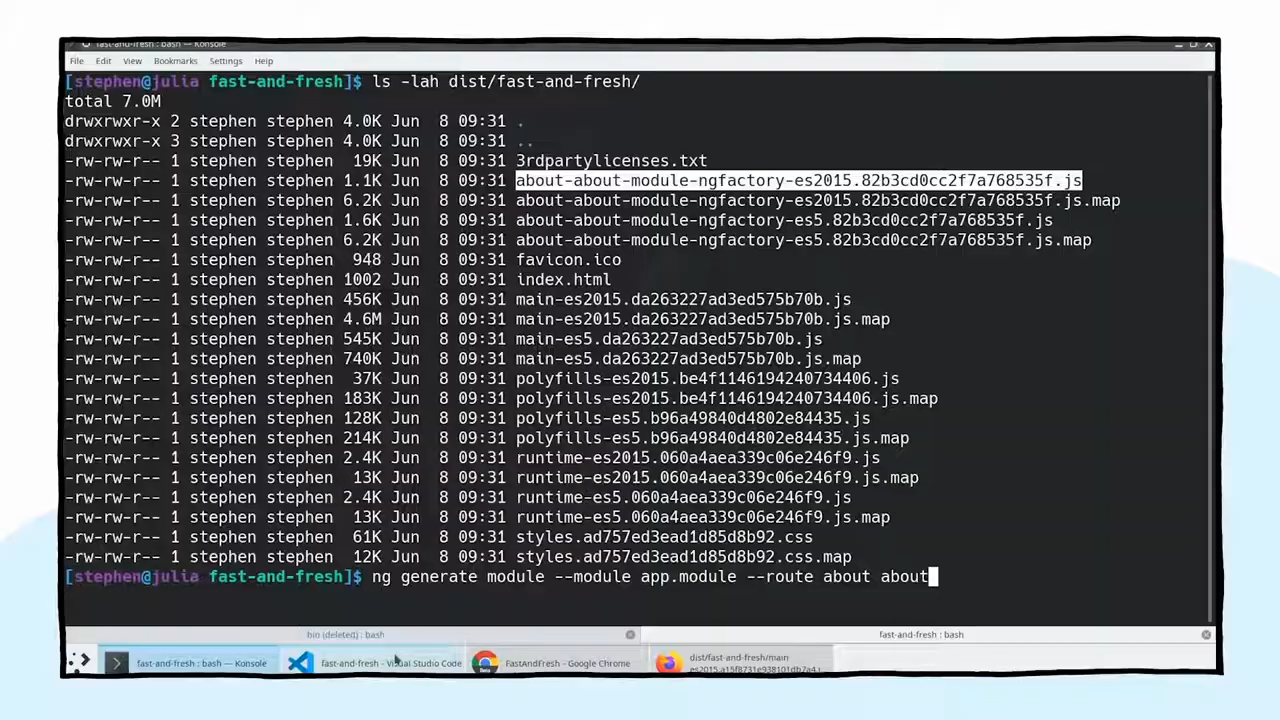 fast-and-fresh : bash — Konsole
File Edit View Bookmarks Settings Help
[stephen@julia fast-and-fresh]$ ls -lah dist/fast-and-fresh/
total 7.0M
drwxrwxr-x 2 stephen stephen 4.0K Jun  8 09:31 .
drwxrwxr-x 3 stephen stephen 4.0K Jun  8 09:31 ..
-rw-rw-r-- 1 stephen stephen  19K Jun  8 09:31 3rdpartylicenses.txt
-rw-rw-r-- 1 stephen stephen 1.1K Jun  8 09:31 about-about-module-ngfactory-es2015.82b3cd0cc2f7a768535f.js
-rw-rw-r-- 1 stephen stephen 6.2K Jun  8 09:31 about-about-module-ngfactory-es2015.82b3cd0cc2f7a768535f.js.map
-rw-rw-r-- 1 stephen stephen 1.6K Jun  8 09:31 about-about-module-ngfactory-es5.82b3cd0cc2f7a768535f.js
-rw-rw-r-- 1 stephen stephen 6.2K Jun  8 09:31 about-about-module-ngfactory-es5.82b3cd0cc2f7a768535f.js.map
-rw-rw-r-- 1 stephen stephen  948 Jun  8 09:31 favicon.ico
-rw-rw-r-- 1 stephen stephen 1002 Jun  8 09:31 index.html
-rw-rw-r-- 1 stephen stephen 456K Jun  8 09:31 main-es2015.da263227ad3ed575b70b.js
-rw-rw-r-- 1 stephen stephen 4.6M Jun  8 09:31 main-es2015.da263227ad3ed575b70b.js.map
-rw-rw-r-- 1 stephen stephen 545K Jun  8 09:31 main-es5.da263227ad3ed575b70b.js
-rw-rw-r-- 1 stephen stephen 740K Jun  8 09:31 main-es5.da263227ad3ed575b70b.js.map
-rw-rw-r-- 1 stephen stephen  37K Jun  8 09:31 polyfills-es2015.be4f1146194240734406.js
-rw-rw-r-- 1 stephen stephen 183K Jun  8 09:31 polyfills-es2015.be4f1146194240734406.js.map
-rw-rw-r-- 1 stephen stephen 128K Jun  8 09:31 polyfills-es5.b96a49840d4802e84435.js
-rw-rw-r-- 1 stephen stephen 214K Jun  8 09:31 polyfills-es5.b96a49840d4802e84435.js.map
-rw-rw-r-- 1 stephen stephen 2.4K Jun  8 09:31 runtime-es2015.060a4aea339c06e246f9.js
-rw-rw-r-- 1 stephen stephen  13K Jun  8 09:31 runtime-es2015.060a4aea339c06e246f9.js.map
-rw-rw-r-- 1 stephen stephen 2.4K Jun  8 09:31 runtime-es5.060a4aea339c06e246f9.js
-rw-rw-r-- 1 stephen stephen  13K Jun  8 09:31 runtime-es5.060a4aea339c06e246f9.js.map
-rw-rw-r-- 1 stephen stephen  61K Jun  8 09:31 styles.ad757ed3ead1d85d8b92.css
-rw-rw-r-- 1 stephen stephen  12K Jun  8 09:31 styles.ad757ed3ead1d85d8b92.css.map
[stephen@julia fast-and-fresh]$ ng generate module --module app.module --route about about
bin (deleted) : bash fast-and-fresh : bash
fast-and-fresh : bash — Konsole fast-and-fresh - Visual Studio Code FastAndFresh - Google Chrome dist/fast-and-fresh/main